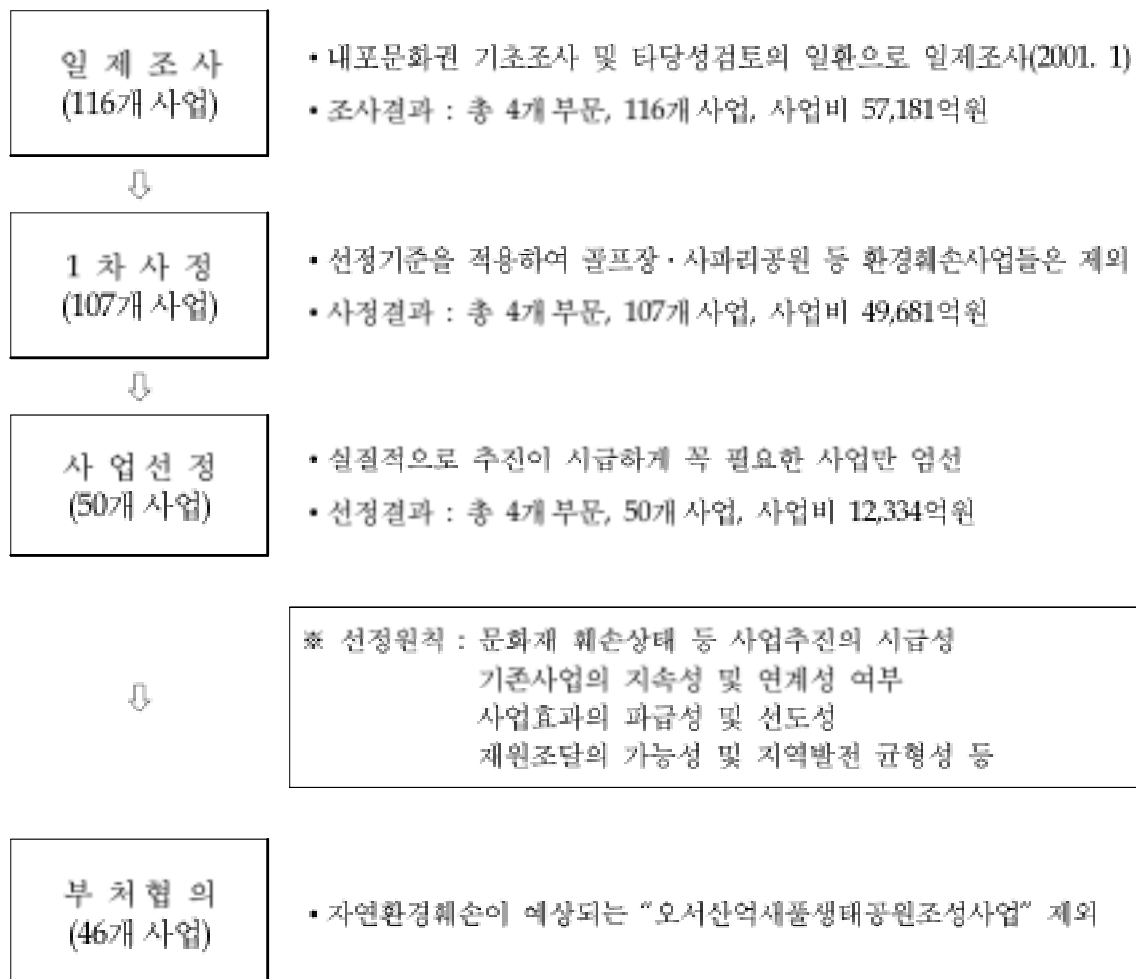 일 제 조 사
(116개 사업)
• 내포문화권 기초조사 및 타당성검토의 일환으로 일제조사(2001. 1)
• 조사결과 : 총 4개 부문, 116개 사업, 사업비 57,181억원
⇩
1 차 사 정
(107개 사업)
• 선정기준을 적용하여 골프장 · 사파리공원 등 환경훼손사업들은 제외
• 사정결과 : 총 4개 부문, 107개 사업, 사업비 49,681억원
⇩
사 업 선 정
(50개 사업)
• 실질적으로 추진이 시급하게 꼭 필요한 사업만 엄선
• 선정결과 : 총 4개 부문, 50개 사업, 사업비 12,334억원
⇩
※ 선정원칙 : 문화재 훼손상태 등 사업추진의 시급성
기존사업의 지속성 및 연계성 여부
사업효과의 파급성 및 선도성
재원조달의 가능성 및 지역발전 균형성 등
부 처 협 의
(46개 사업)
• 자연환경훼손이 예상되는 "오서산억새풀생태공원조성사업" 제외